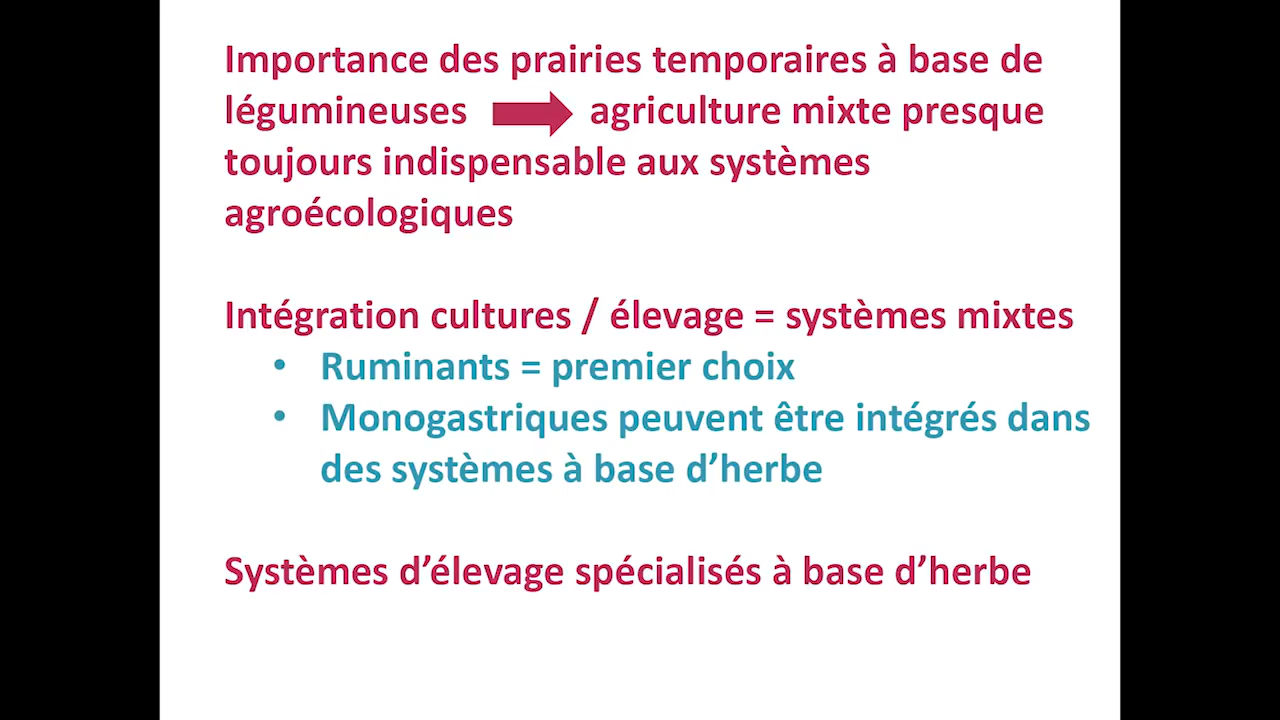 Importance des prairies temporaires à base de
légumineuses agriculture mixte presque
toujours indispensable aux systèmes
agroécologiques
Intégration cultures / élevage = systèmes mixtes
• Ruminants = premier choix
• Monogastriques peuvent être intégrés dans
des systèmes à base d’herbe
Systèmes d’élevage spécialisés à base d’herbe